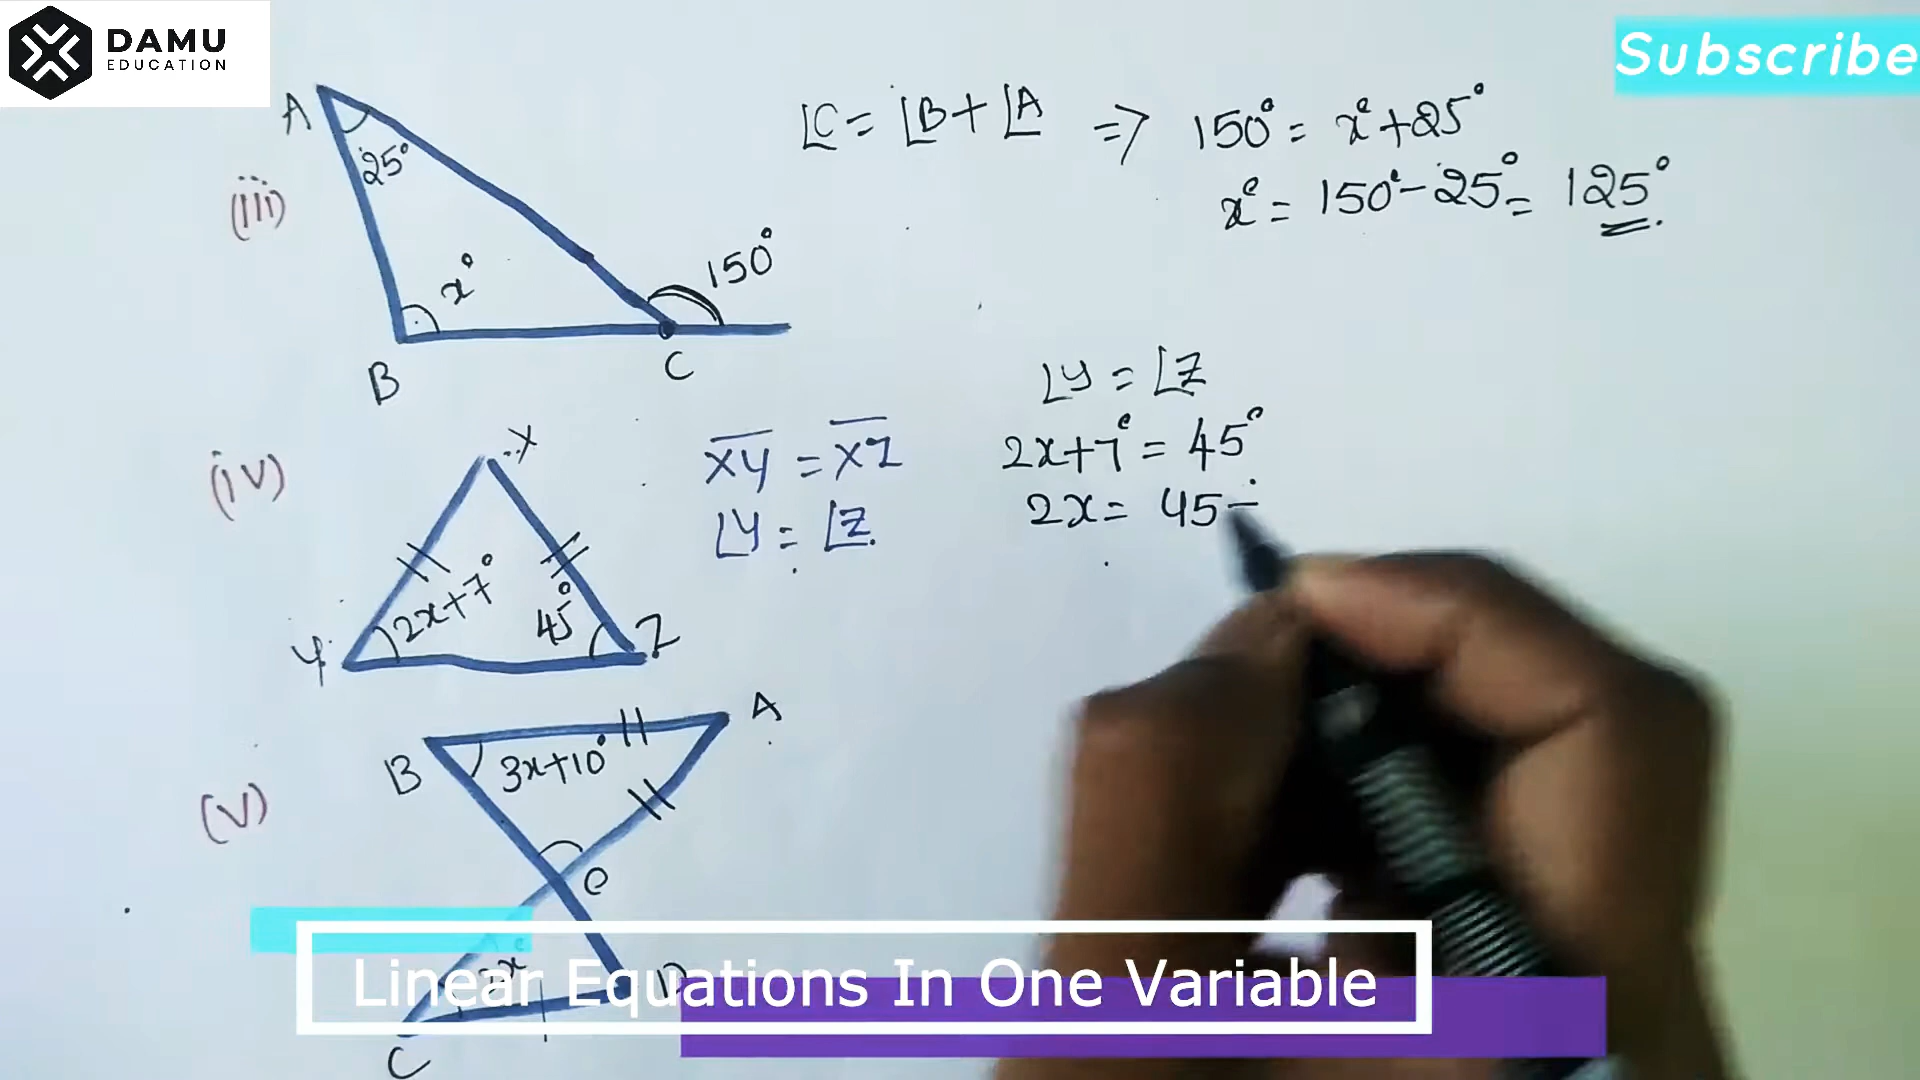 DAMU
EDUCATION
Subscribe
(iii)
A
25°
x°
150°
B
C
∠C = ∠B + ∠A ⇒ 150° = x° + 25°
x° = 150° - 25° = 125°
(iv)
X
2x+7°
45°
Y
Z
XY = XZ
∠Y = ∠Z.
∠Y = ∠Z
2x+7° = 45°
2x = 45-
(v)
B
A
3x+10°
O
D
C
Linear Equations In One Variable